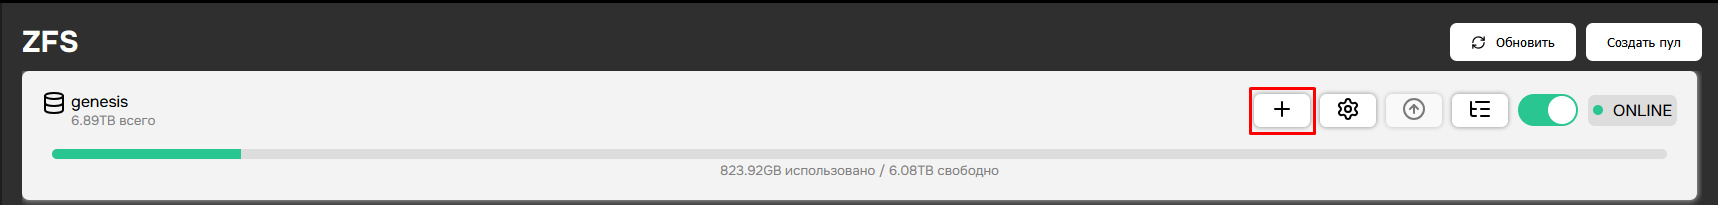 ZFS
Обновить
Создать пул
genesis
6.89TB всего
ONLINE
823.92GB использовано / 6.08TB свободно